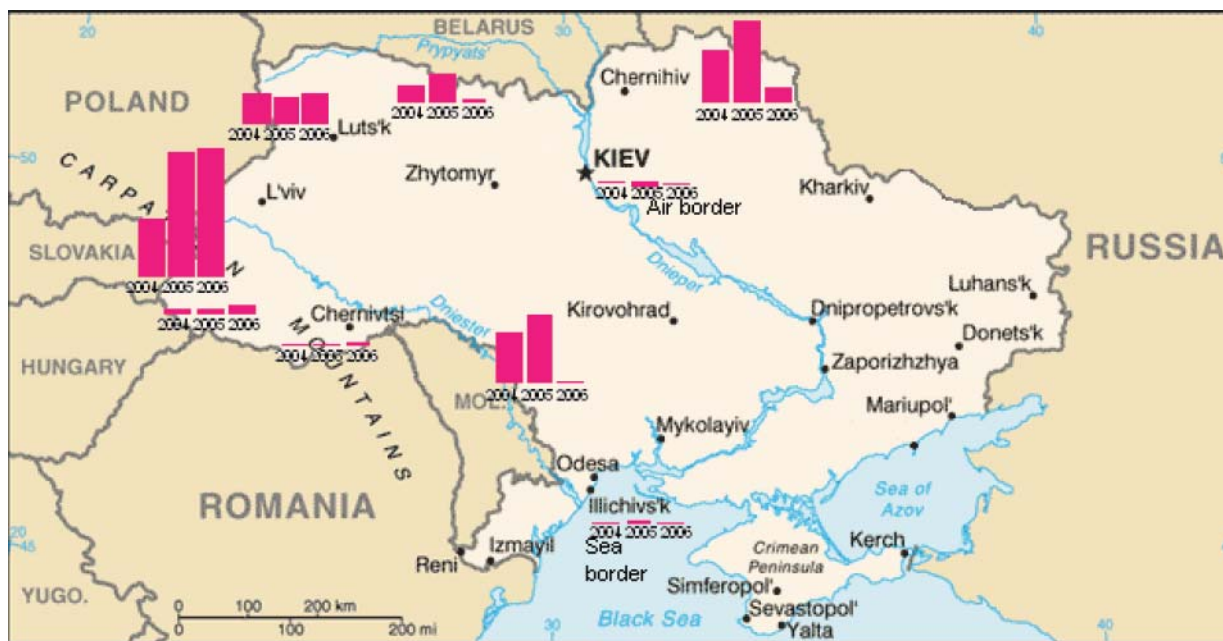 20
BELARUS
30
40
Prypyats'
Chernihiv
POLAND
2004 2005 2006
2004 2005 2006
2004 2005 2006
Luts'k
50
KIEV
CARPATHIAN
Zhytomyr
2004 2005 2006
Kharkiv
L'viv
Air border
SLOVAKIA
RUSSIA
Dnieper
2004 2005 2006
Luhans'k
Chernivtsi
Dniester
Kirovohrad
Dnipropetrovs'k
2004 2005 2006
MOUNTAINS
Donets'k
2004 2005 2006
HUNGARY
Zaporizhzhya
2004 2005 2006
MOL.
Mariupol'
Mykolayiv
Odesa
Sea of
Azov
ROMANIA
Illichivs'k
2004 2005 2006
20
45
Sea
border
Kerch
Crimean
Peninsula
Reni
Izmayil
Simferopol'
YUGO.
0 100 200 km
0 100 200 mi
Black Sea
Sevastopol'
Yalta
30
40